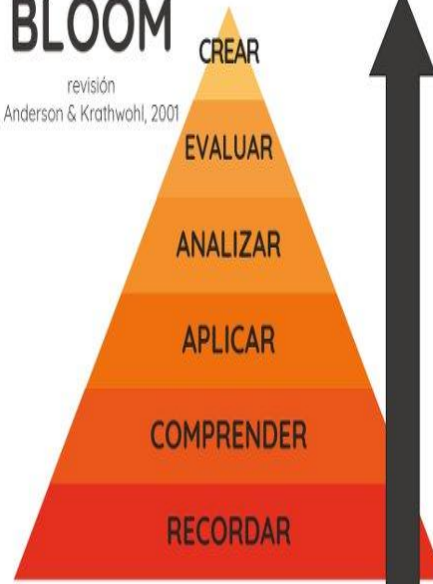 BLOOM
revisión
Anderson & Krathwohl, 2001
CREAR
EVALUAR
ANALIZAR
APLICAR
COMPRENDER
RECORDAR